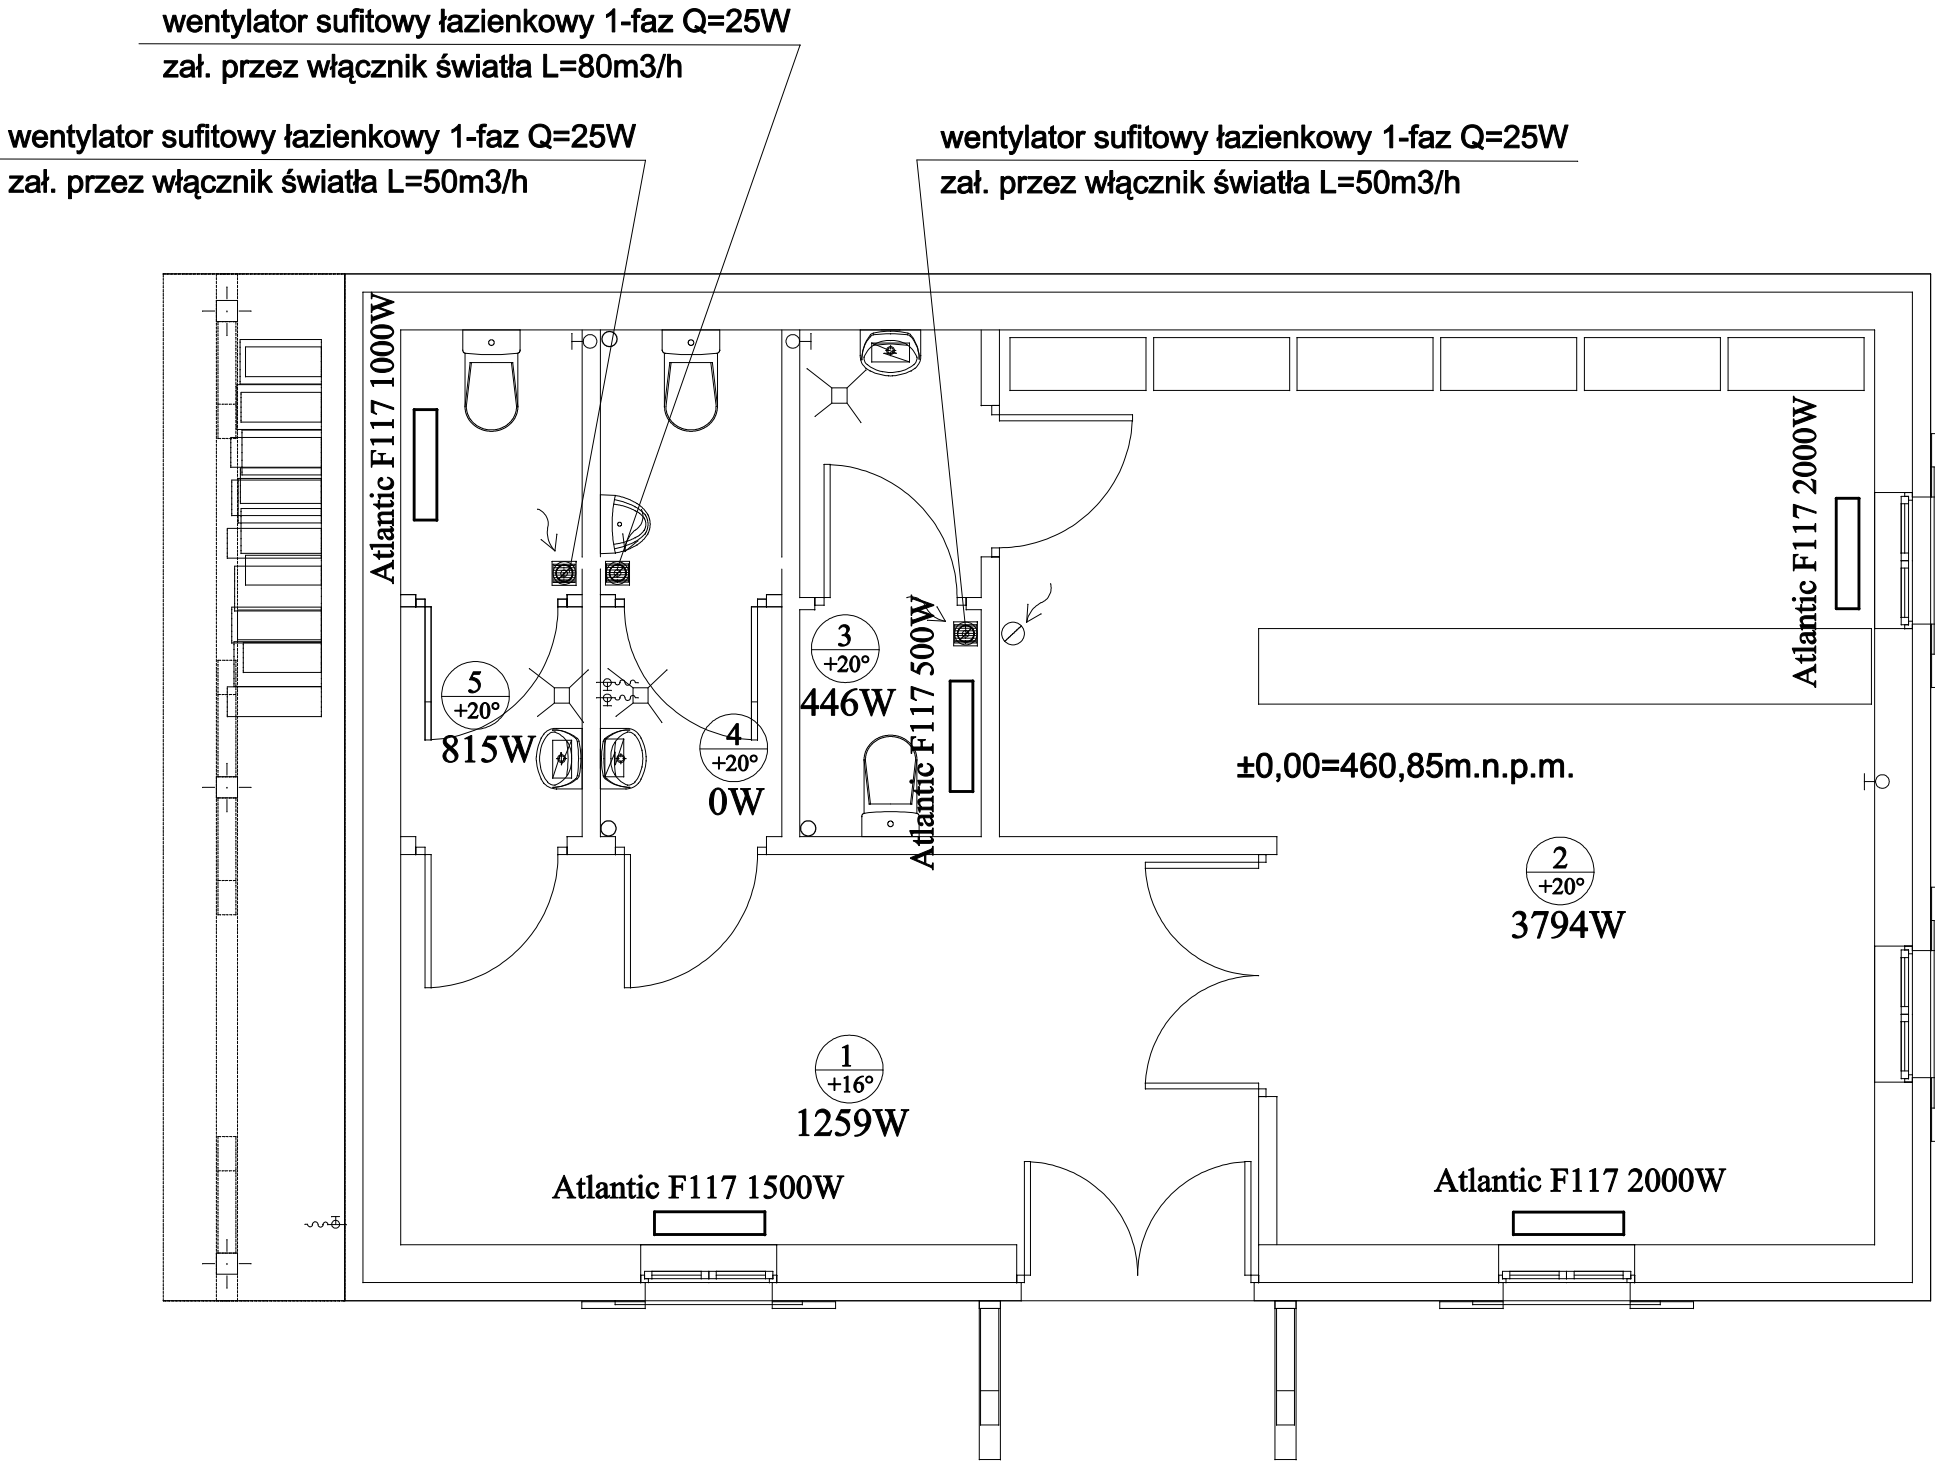 wentylator sufitowy łazienkowy 1-faz Q=25W
zał. przez włącznik światła L=80m3/h
wentylator sufitowy łazienkowy 1-faz Q=25W
zał. przez włącznik światła L=50m3/h
wentylator sufitowy łazienkowy 1-faz Q=25W
zał. przez włącznik światła L=50m3/h
Atlantic F117 1000W
Atlantic F117 2000W
Atlantic F117 500W
3
+20°
446W
5
+20°
815W
4
+20°
0W
±0,00=460,85m.n.p.m.
2
+20°
3794W
1
+16°
1259W
Atlantic F117 1500W
Atlantic F117 2000W